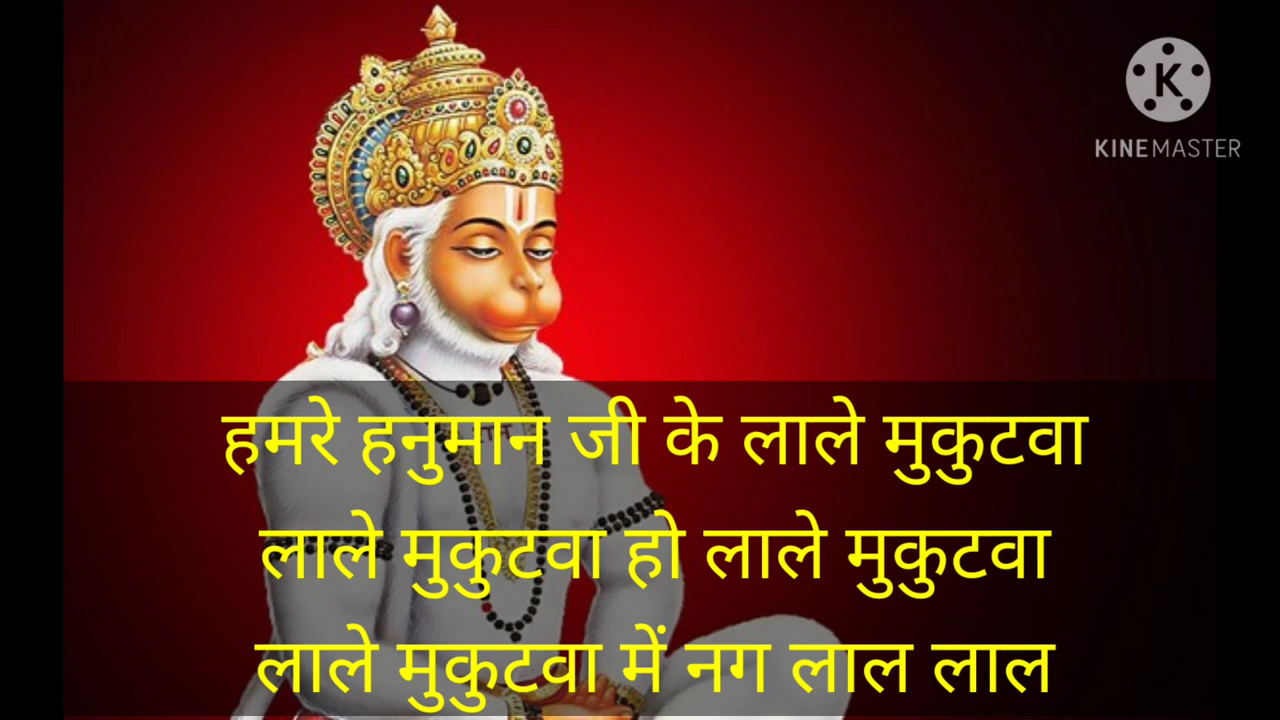 KINEMASTER
हमरे हनुमान जी के लाले मुकुटवा
लाले मुकुटवा हो लाले मुकुटवा
लाले मुकुटवा में नग लाल लाल